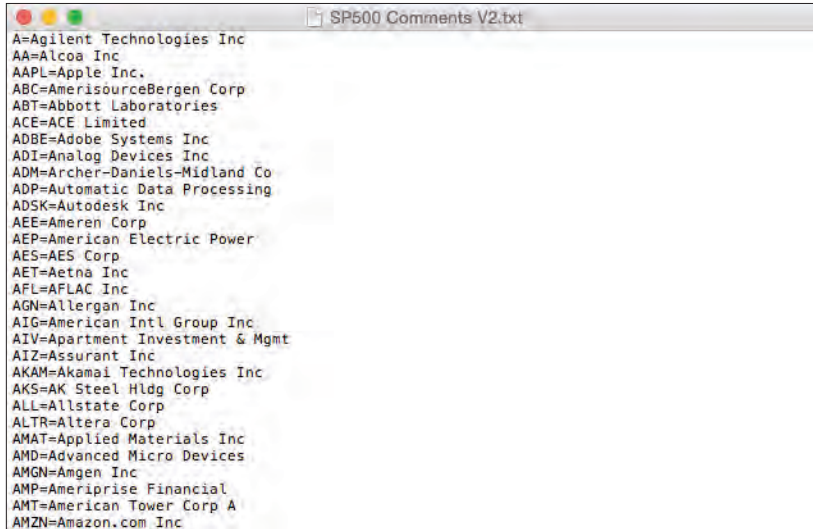 SP500 Comments V2.txt
A=Agilent Technologies Inc
AA=Alcoa Inc
AAPL=Apple Inc.
ABC=AmerisourceBergen Corp
ABT=Abbott Laboratories
ACE=ACE Limited
ADBE=Adobe Systems Inc
ADI=Analog Devices Inc
ADM=Archer-Daniels-Midland Co
ADP=Automatic Data Processing
ADSK=Autodesk Inc
AEE=Ameren Corp
AEP=American Electric Power
AES=AES Corp
AET=Aetna Inc
AFL=AFLAC Inc
AGN=Allergan Inc
AIG=American Intl Group Inc
AIV=Apartment Investment & Mgmt
AIZ=Assurant Inc
AKAM=Akamai Technologies Inc
AKS=AK Steel Hldg Corp
ALL=Allstate Corp
ALTR=Altera Corp
AMAT=Applied Materials Inc
AMD=Advanced Micro Devices
AMGN=Amgen Inc
AMP=Ameriprise Financial
AMT=American Tower Corp A
AMZN=Amazon.com Inc